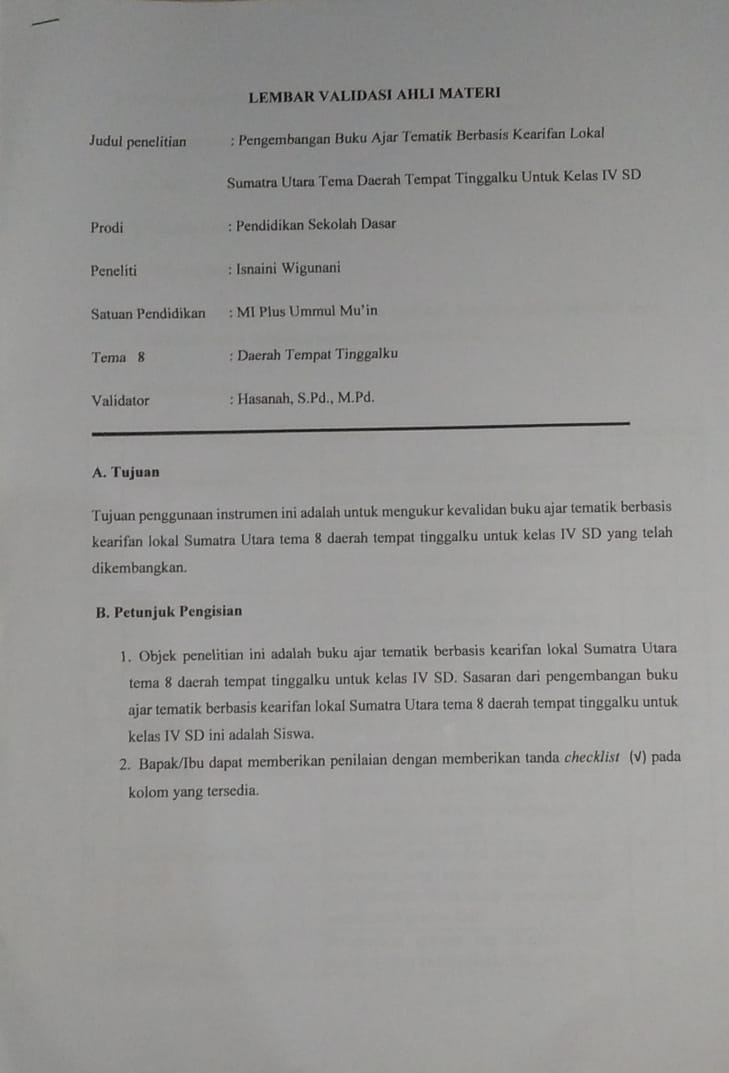 LEMBAR VALIDASI AHLI MATERI
Judul penelitian : Pengembangan Buku Ajar Tematik Berbasis Kearifan Lokal
Sumatra Utara Tema Daerah Tempat Tinggalku Untuk Kelas IV SD
Prodi : Pendidikan Sekolah Dasar
Peneliti : Isnaini Wigunani
Satuan Pendidikan : MI Plus Ummul Mu'in
Tema 8 : Daerah Tempat Tinggalku
Validator : Hasanah, S.Pd., M.Pd.
A. Tujuan
Tujuan penggunaan instrumen ini adalah untuk mengukur kevalidan buku ajar tematik berbasis
kearifan lokal Sumatra Utara tema 8 daerah tempat tinggalku untuk kelas IV SD yang telah
dikembangkan.
B. Petunjuk Pengisian
1. Objek penelitian ini adalah buku ajar tematik berbasis kearifan lokal Sumatra Utara
tema 8 daerah tempat tinggalku untuk kelas IV SD. Sasaran dari pengembangan buku
ajar tematik berbasis kearifan lokal Sumatra Utara tema 8 daerah tempat tinggalku untuk
kelas IV SD ini adalah Siswa.
2. Bapak/Ibu dapat memberikan penilaian dengan memberikan tanda checklist (√) pada
kolom yang tersedia.